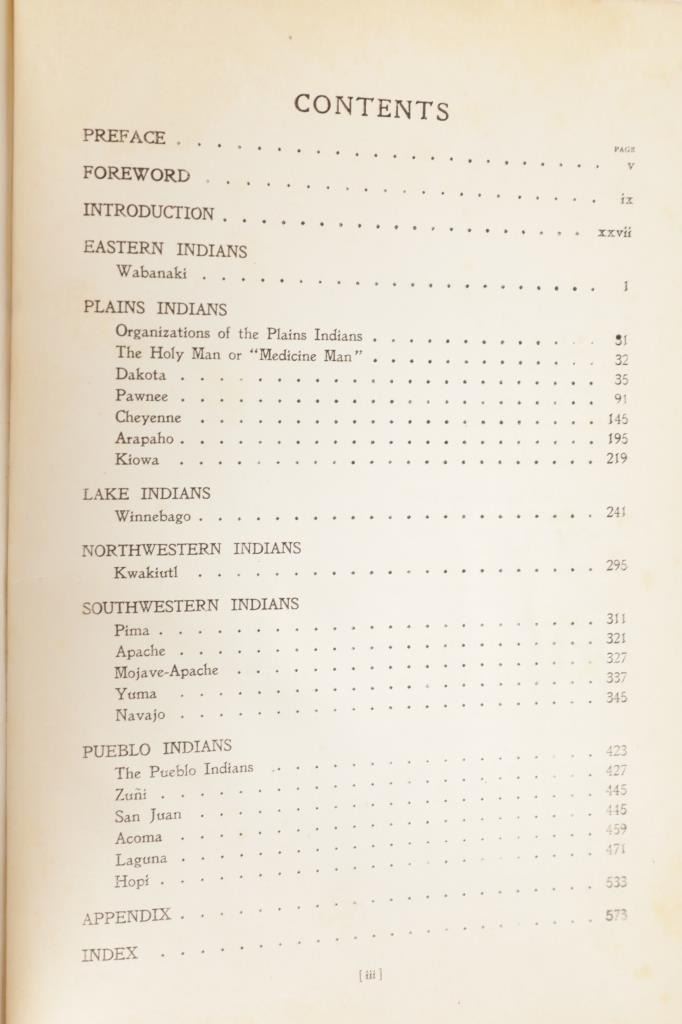 CONTENTS
PAGE
PREFACE . . . . . . . . . . . . . . . . . . . . . . v
FOREWORD . . . . . . . . . . . . . . . . . . . . ix
INTRODUCTION . . . . . . . . . . . . . . . . . . . xxvii
EASTERN INDIANS
Wabanaki . . . . . . . . . . . . . . . . . . . . . 1
PLAINS INDIANS
Organizations of the Plains Indians . . . . . . . . . . . . 31
The Holy Man or "Medicine Man" . . . . . . . . . . . . 32
Dakota . . . . . . . . . . . . . . . . . . . . . . 35
Pawnee . . . . . . . . . . . . . . . . . . . . . . 91
Cheyenne . . . . . . . . . . . . . . . . . . . . . 145
Arapaho . . . . . . . . . . . . . . . . . . . . . . 195
Kiowa . . . . . . . . . . . . . . . . . . . . . . 219
LAKE INDIANS
Winnebago . . . . . . . . . . . . . . . . . . . . . 241
NORTHWESTERN INDIANS
Kwakiutl . . . . . . . . . . . . . . . . . . . . . 295
SOUTHWESTERN INDIANS
Pima . . . . . . . . . . . . . . . . . . . . . . . 311
Apache . . . . . . . . . . . . . . . . . . . . . . 321
Mojave-Apache . . . . . . . . . . . . . . . . . . . 327
Yuma . . . . . . . . . . . . . . . . . . . . . . 337
Navajo . . . . . . . . . . . . . . . . . . . . . . 345
PUEBLO INDIANS
The Pueblo Indians . . . . . . . . . . . . . . . . . 423
Zuñi . . . . . . . . . . . . . . . . . . . . . . . 427
San Juan . . . . . . . . . . . . . . . . . . . . . 445
Acoma . . . . . . . . . . . . . . . . . . . . . . 445
Laguna . . . . . . . . . . . . . . . . . . . . . . 459
Hopi . . . . . . . . . . . . . . . . . . . . . . . 471
APPENDIX . . . . . . . . . . . . . . . . . . . . . 533
INDEX . . . . . . . . . . . . . . . . . . . . . . 573
[iii]